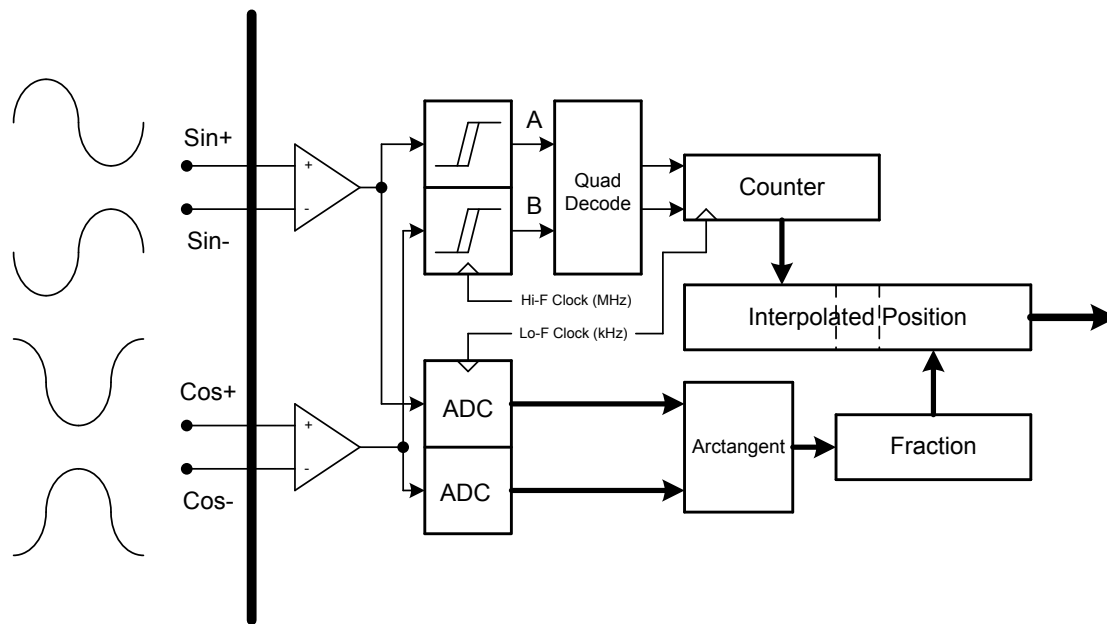 Sin+
+
-
Sin-
A
B
Quad
Decode
Counter
Hi-F Clock (MHz)
Lo-F Clock (kHz)
Interpolated Position
Cos+
+
-
Cos-
ADC
ADC
Arctangent
Fraction